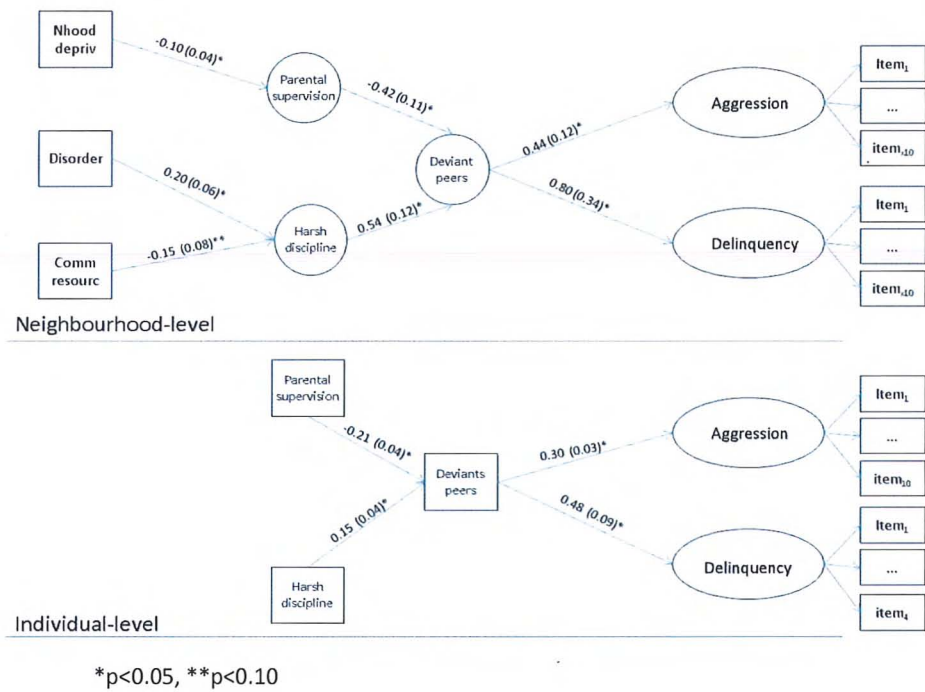 Nhood
depriv
-0.10 (0.04)*
Parental
supervision
-0.42 (0.11)*
Disorder
0.20 (0.06)*
Comm
resourc
-0.15 (0.08)**
Harsh
discipline
0.54 (0.12)*
Deviant
peers
0.44 (0.12)*
0.80 (0.34)*
Aggression
Item₁
...
item,₁₀
Delinquency
Item₁
...
item,₁₀
Neighbourhood-level
Parental
supervision
-0.21 (0.04)*
0.15 (0.04)*
Harsh
discipline
Deviants
peers
0.30 (0.03)*
0.48 (0.09)*
Aggression
Item₁
...
item₁₀
Delinquency
Item₁
...
item₄
Individual-level
*p<0.05, **p<0.10